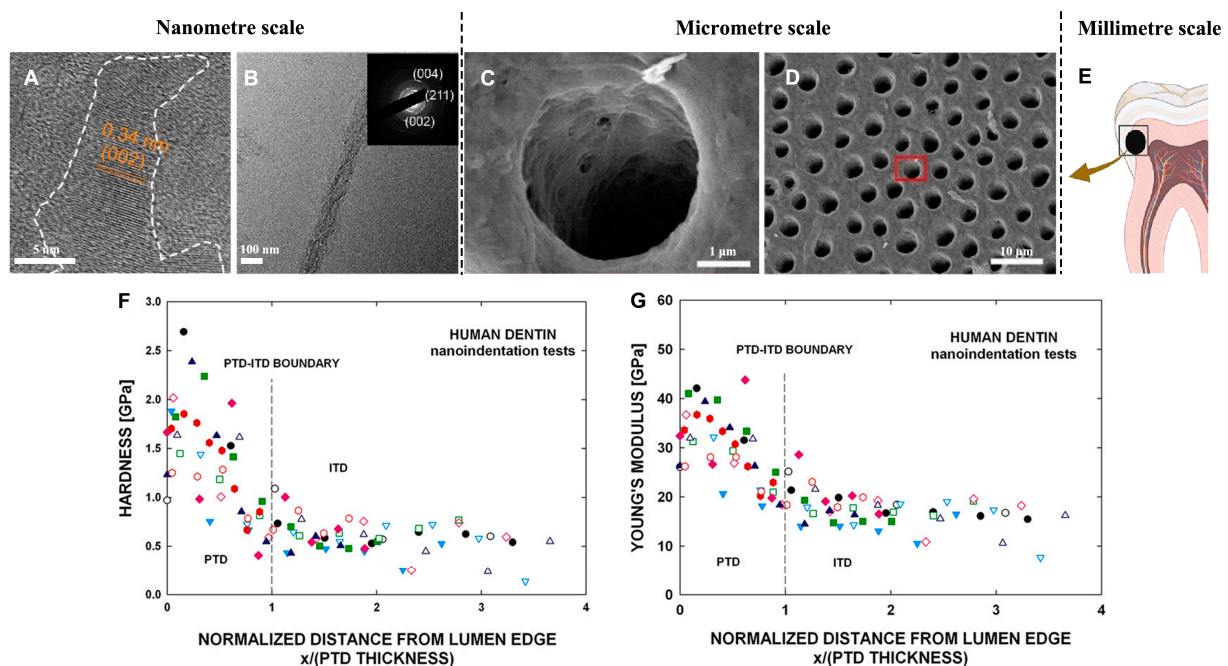 Nanometre scale
Micrometre scale
Millimetre scale
A
0.34 nm
(002)
5 nm
B
(004)
(211)
(002)
100 nm
C
1 µm
D
10 µm
E
F
3.0
2.5
2.0
1.5
1.0
0.5
0.0
HARDNESS [GPa]
HUMAN DENTIN
nanoindentation tests
PTD-ITD BOUNDARY
ITD
PTD
0 1 2 3 4
NORMALIZED DISTANCE FROM LUMEN EDGE
x/(PTD THICKNESS)
G
60
50
40
30
20
10
0
YOUNG'S MODULUS [GPa]
HUMAN DENTIN
nanoindentation tests
PTD-ITD BOUNDARY
PTD
ITD
0 1 2 3 4
NORMALIZED DISTANCE FROM LUMEN EDGE
x/(PTD THICKNESS)